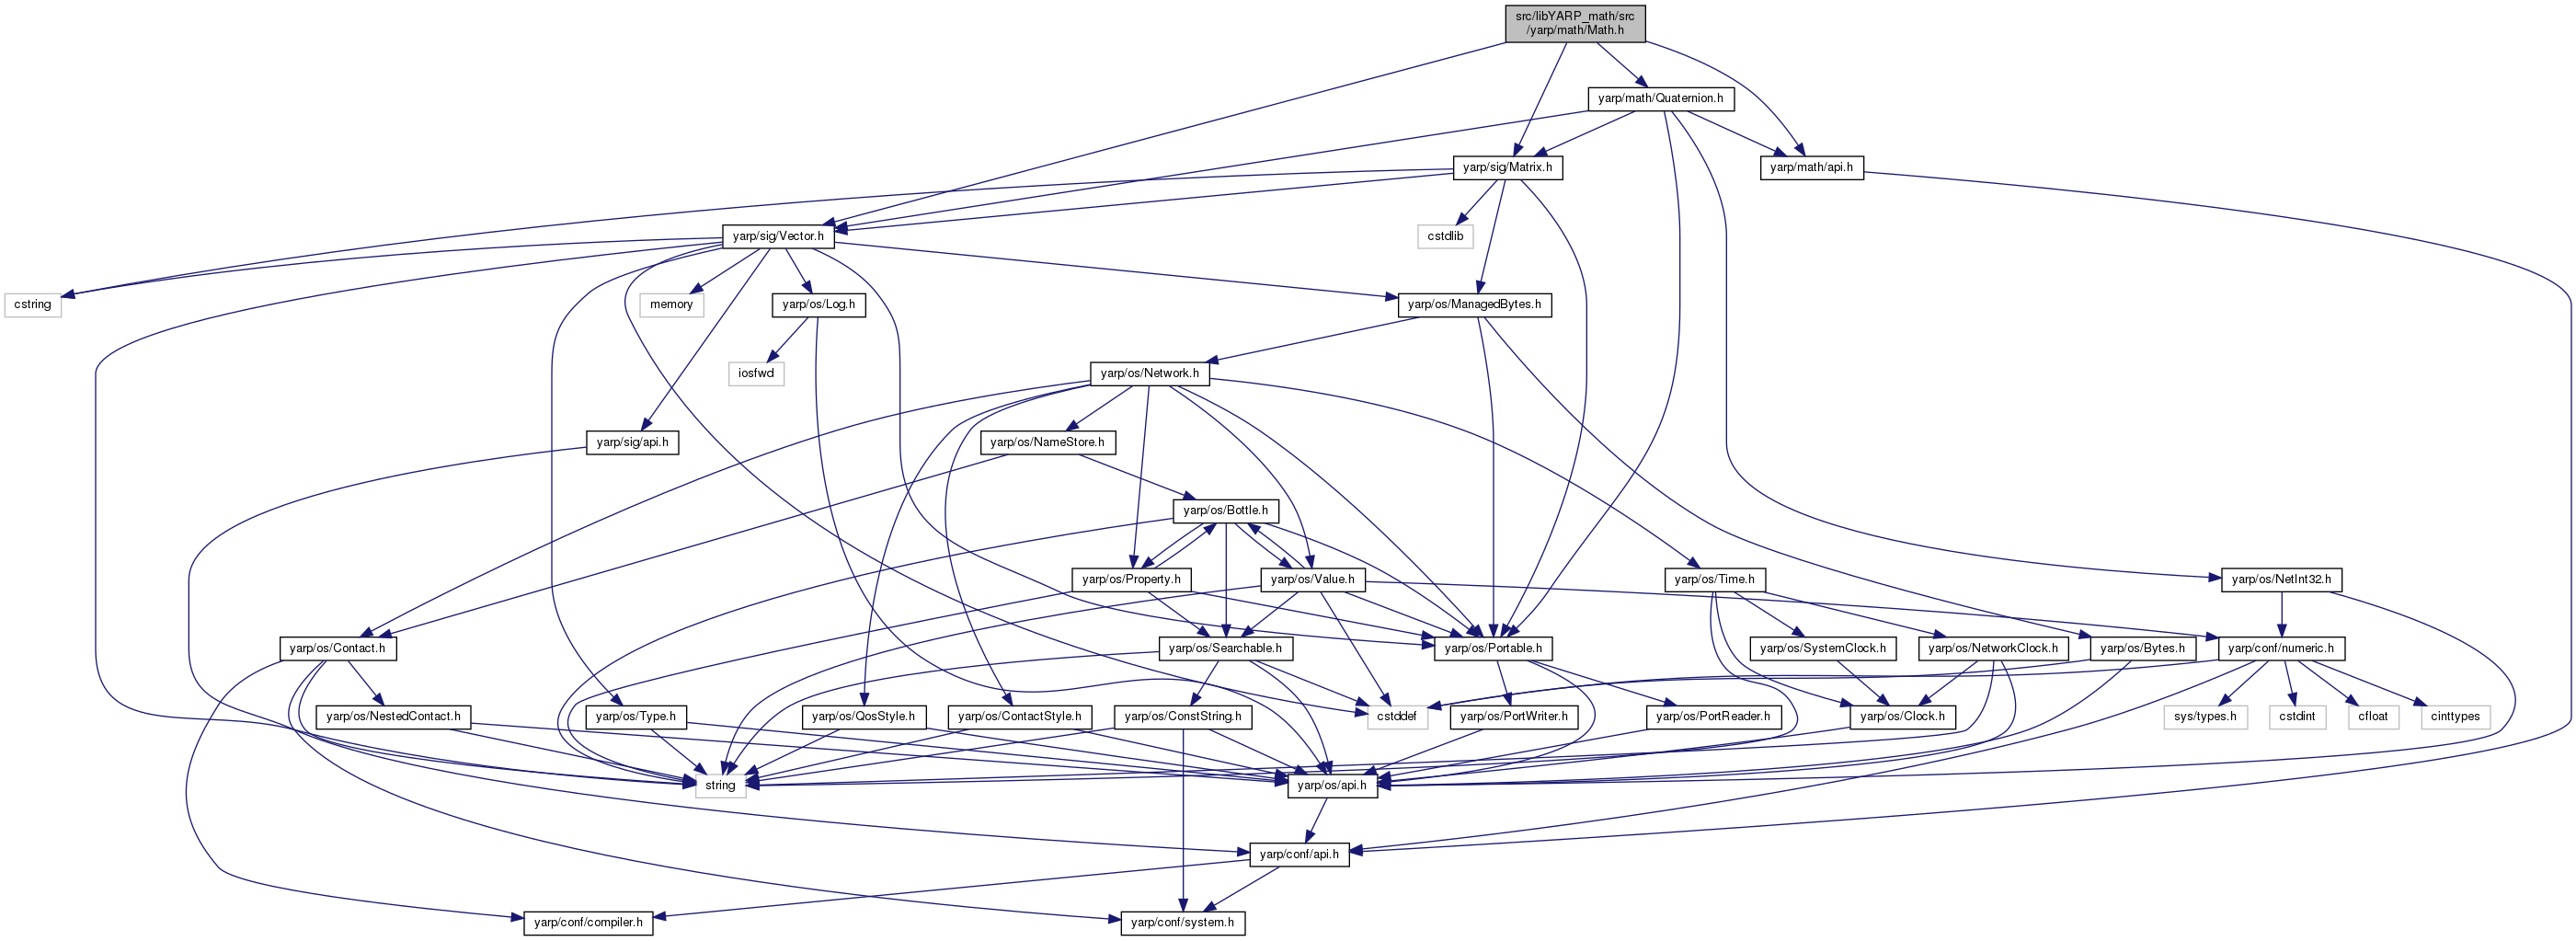 src/libYARP_math/src
/yarp/math/Math.h
yarp/math/Quaternion.h
yarp/sig/Matrix.h
yarp/math/api.h
yarp/sig/Vector.h
cstdlib
cstring
memory
yarp/os/Log.h
yarp/os/ManagedBytes.h
iosfwd
yarp/os/Network.h
yarp/sig/api.h
yarp/os/NameStore.h
yarp/os/Bottle.h
yarp/os/Property.h
yarp/os/Value.h
yarp/os/Time.h
yarp/os/NetInt32.h
yarp/os/Contact.h
yarp/os/Searchable.h
yarp/os/Portable.h
yarp/os/SystemClock.h
yarp/os/NetworkClock.h
yarp/os/Bytes.h
yarp/conf/numeric.h
yarp/os/NestedContact.h
yarp/os/Type.h
yarp/os/QosStyle.h
yarp/os/ContactStyle.h
yarp/os/ConstString.h
cstddef
yarp/os/PortWriter.h
yarp/os/PortReader.h
yarp/os/Clock.h
sys/types.h
cstdint
cfloat
cinttypes
string
yarp/os/api.h
yarp/conf/api.h
yarp/conf/compiler.h
yarp/conf/system.h